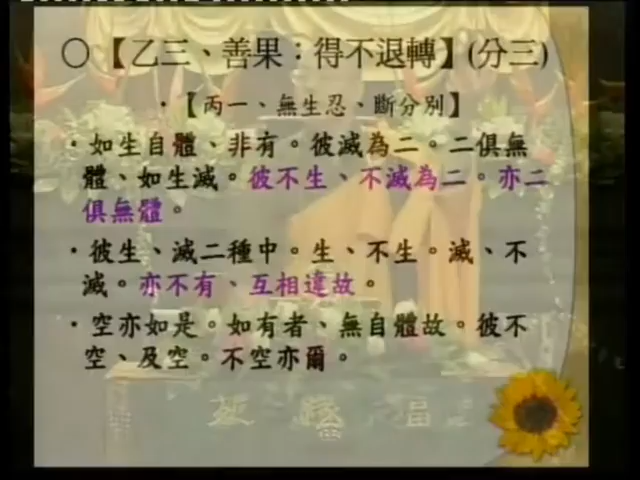 ○【乙三、善果：得不退轉】(分三)
·【丙一、無生忍、斷分別】
·如生自體、非有。彼滅為二。二俱無
體、如生滅。彼不生、不滅為二。亦二
俱無體。
·彼生、滅二種中。生、不生。滅、不
滅。亦不有、互相違故。
·空亦如是。如有者、無自體故。彼不
空、及空。不空亦爾。